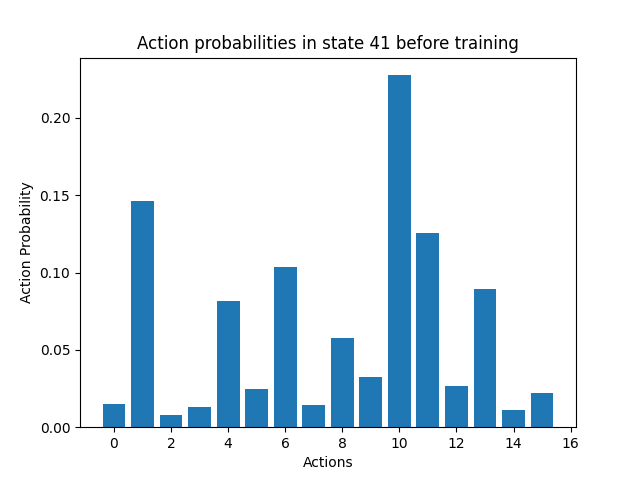 Action probabilities in state 41 before training
Action Probability
0.20
0.15
0.10
0.05
0.00
0 2 4 6 8 10 12 14 16
Actions